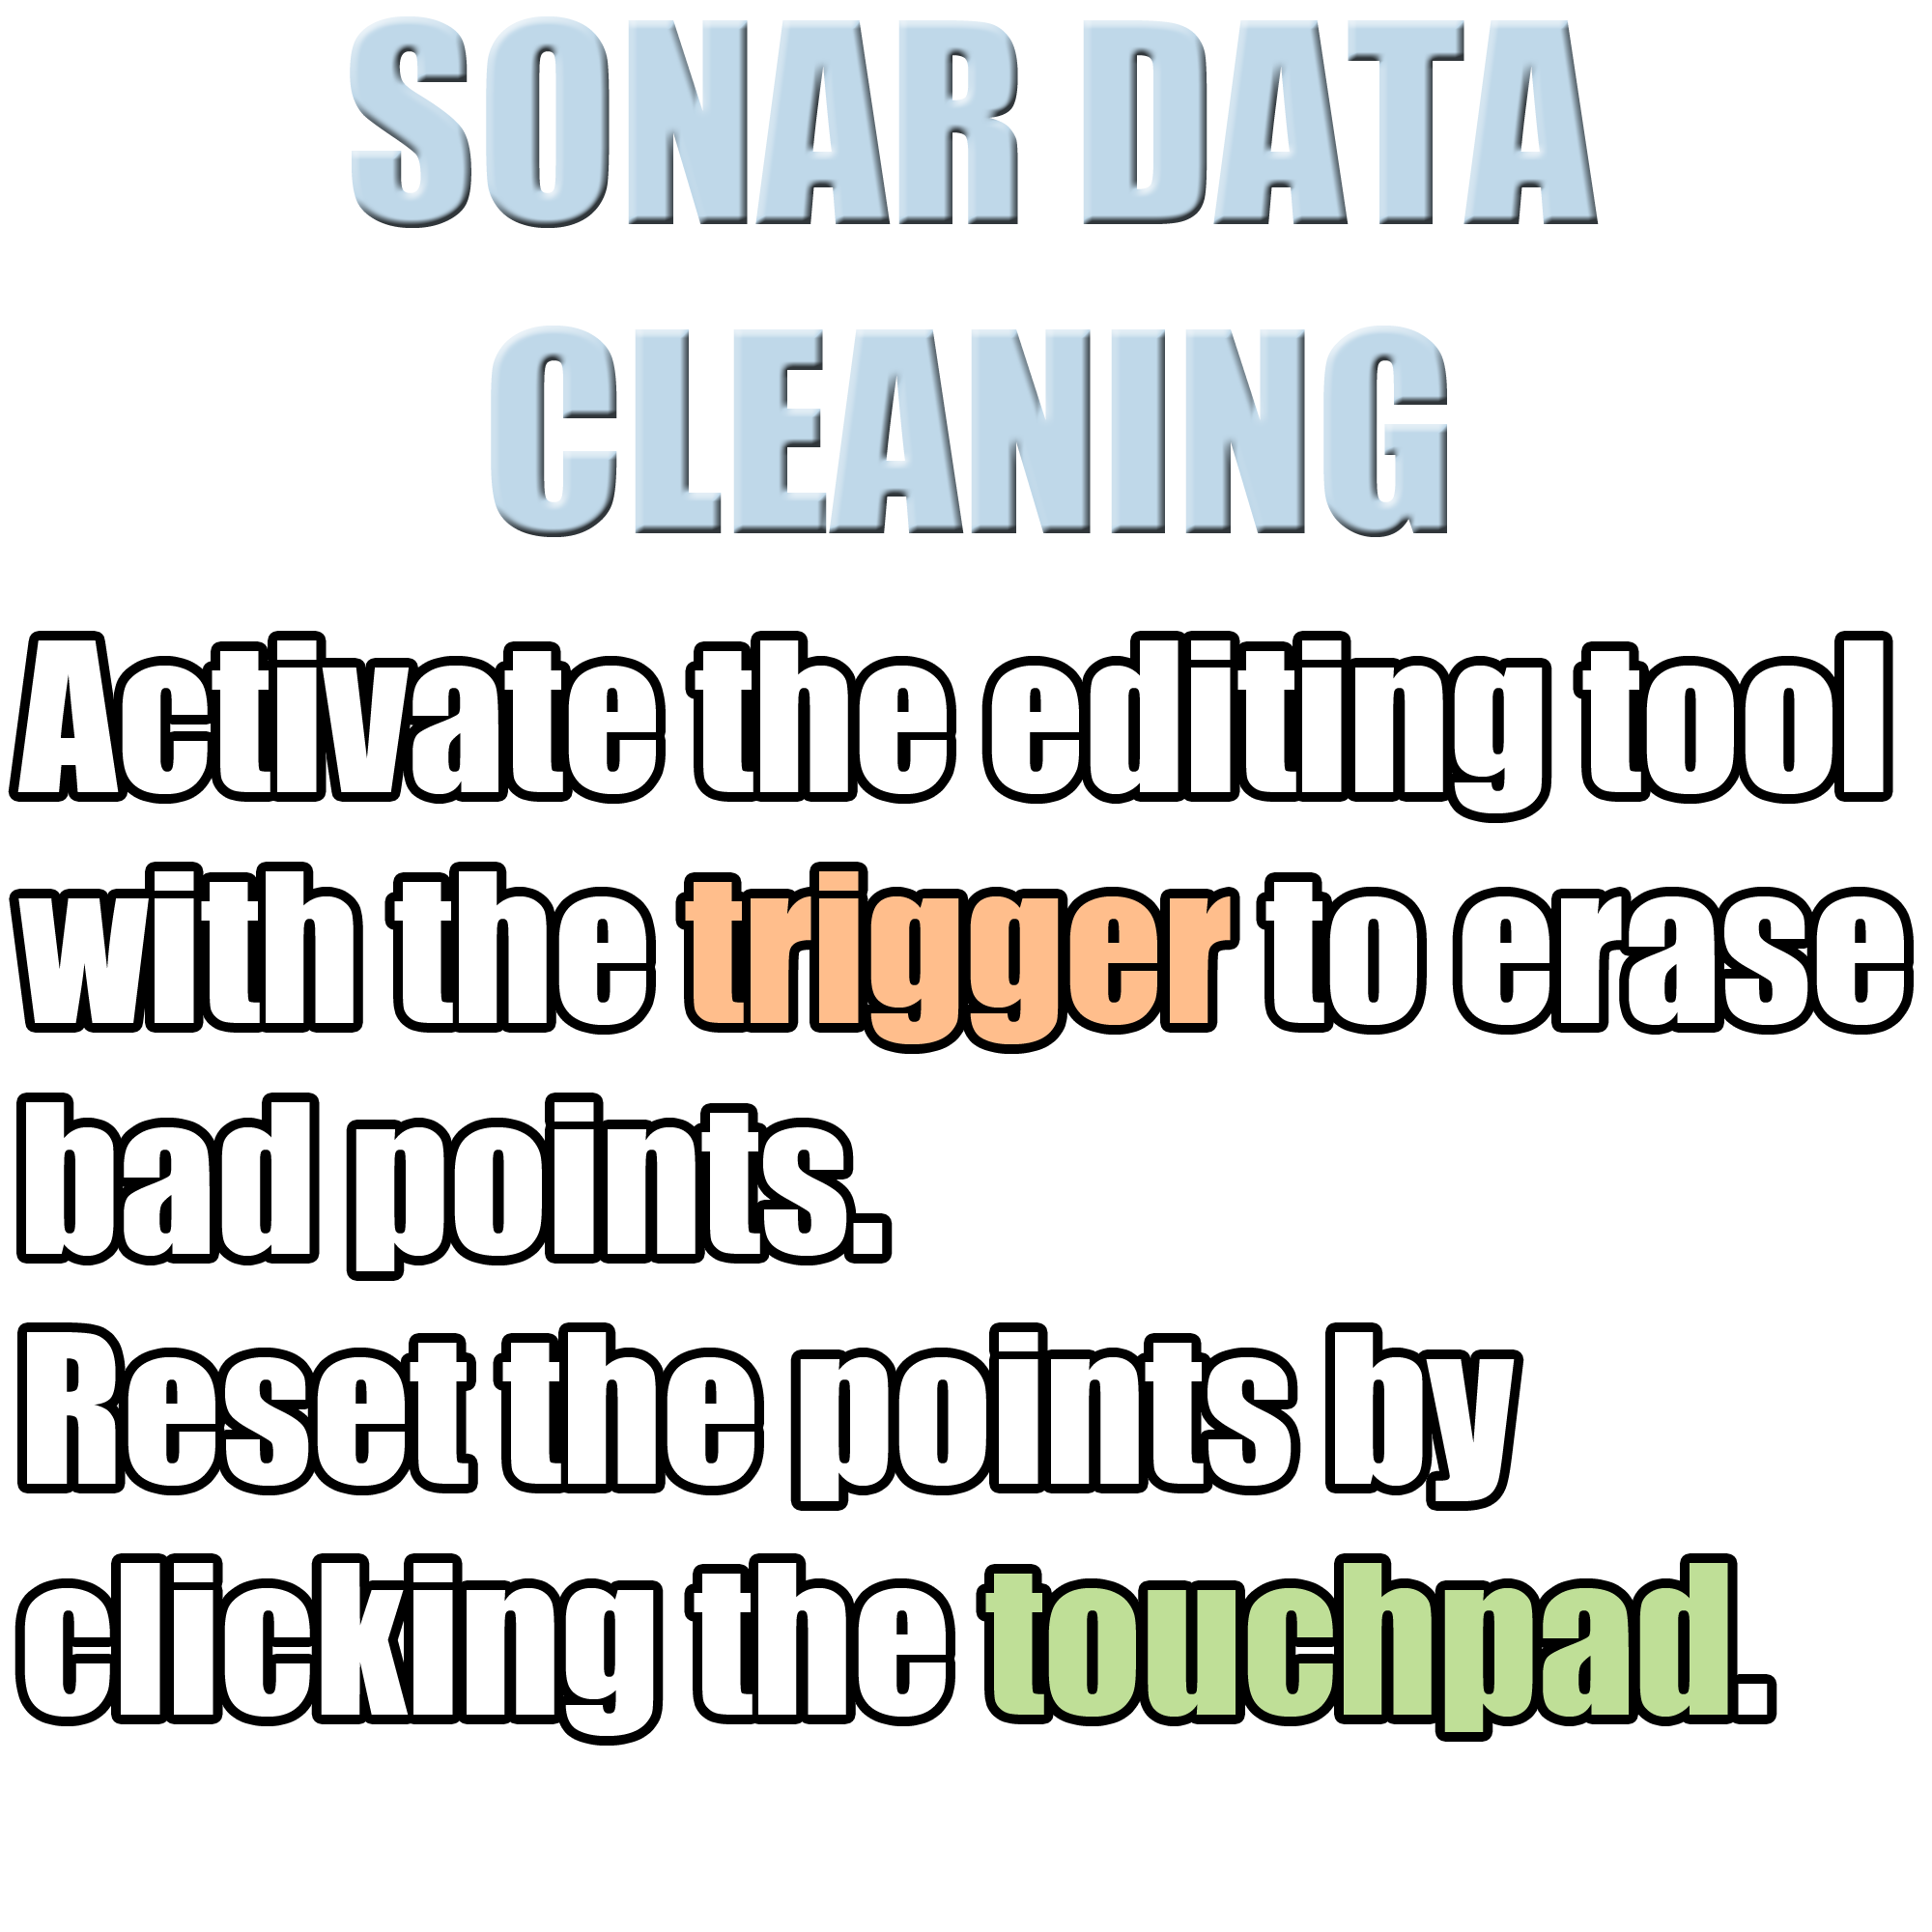 SONAR DATA
CLEANING
Activate the editing tool
with the trigger to erase
bad points.
Reset the points by
clicking the touchpad.